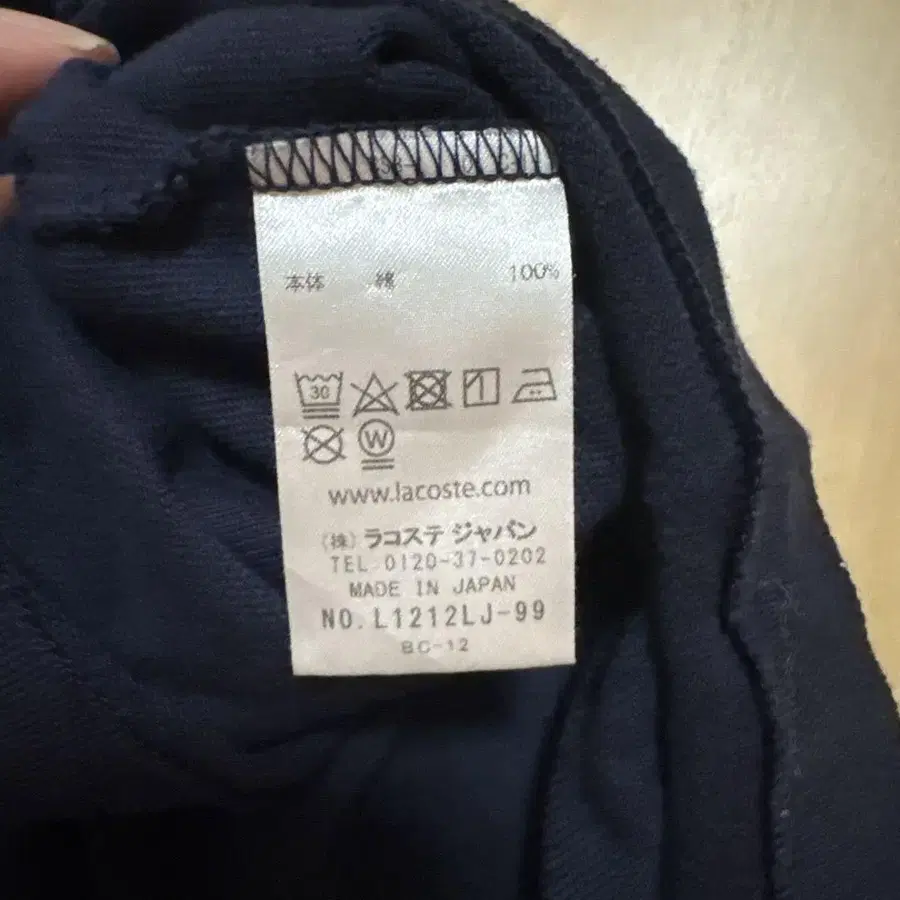 本体 綿 100%
30
W
www.lacoste.com
(株) ラコステ ジャパン
TEL 0120-37-0202
MADE IN JAPAN
NO. L1212LJ-99
BC-12